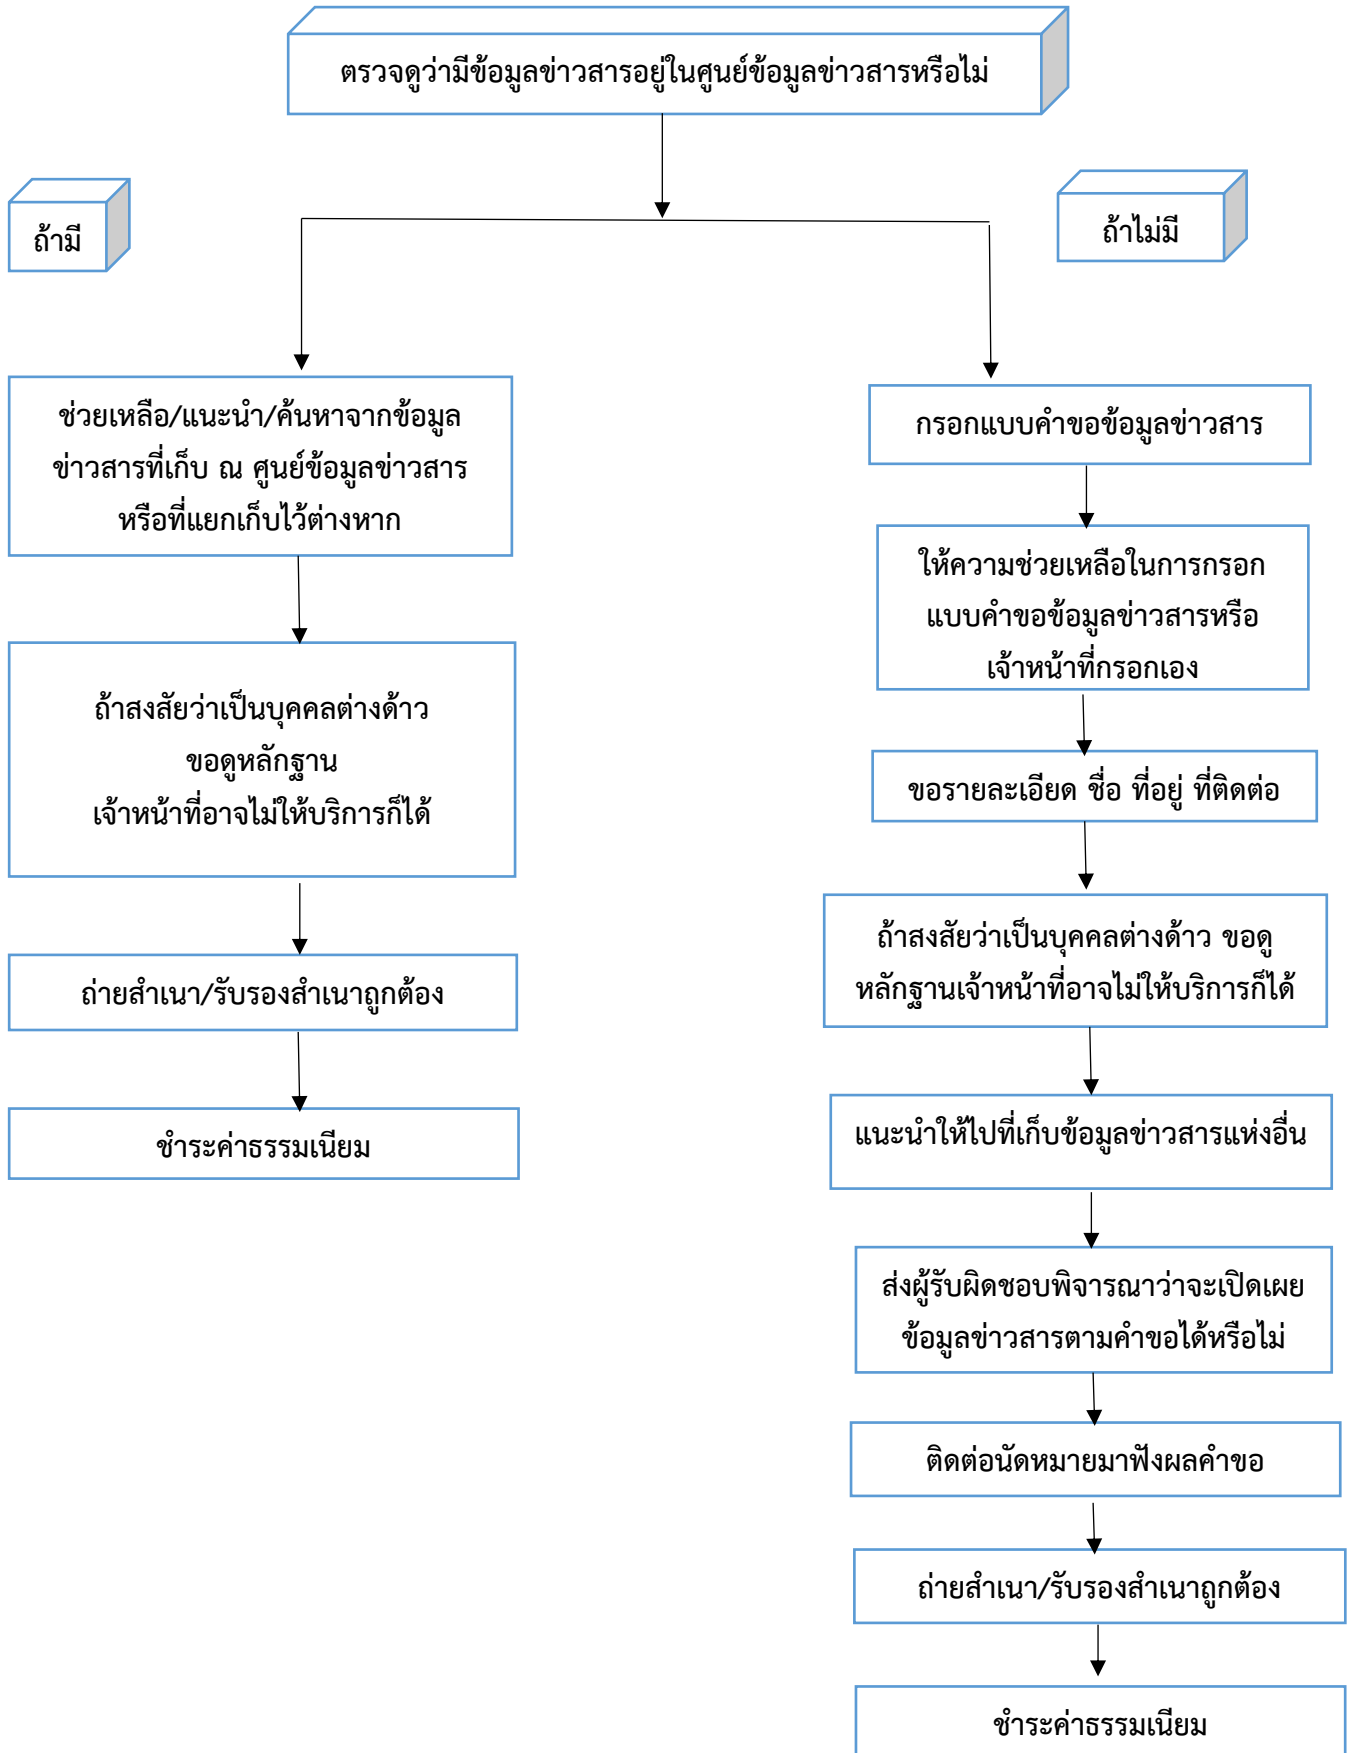 ตรวจดูว่ามีข้อมูลข่าวสารอยู่ในศูนย์ข้อมูลข่าวสารหรือไม่
ถ้ามี
ถ้าไม่มี
ช่วยเหลือ/แนะนำ/ค้นหาจากข้อมูล
ข่าวสารที่เก็บ ณ ศูนย์ข้อมูลข่าวสาร
หรือที่แยกเก็บไว้ต่างหาก
ถ้าสงสัยว่าเป็นบุคคลต่างด้าว
ขอดูหลักฐาน
เจ้าหน้าที่อาจไม่ให้บริการก็ได้
ถ่ายสำเนา/รับรองสำเนาถูกต้อง
ชำระค่าธรรมเนียม
กรอกแบบคำขอข้อมูลข่าวสาร
ให้ความช่วยเหลือในการกรอก
แบบคำขอข้อมูลข่าวสารหรือ
เจ้าหน้าที่กรอกเอง
ขอรายละเอียด ชื่อ ที่อยู่ ที่ติดต่อ
ถ้าสงสัยว่าเป็นบุคคลต่างด้าว ขอดู
หลักฐานเจ้าหน้าที่อาจไม่ให้บริการก็ได้
แนะนำให้ไปที่เก็บข้อมูลข่าวสารแห่งอื่น
ส่งผู้รับผิดชอบพิจารณาว่าจะเปิดเผย
ข้อมูลข่าวสารตามคำขอได้หรือไม่
ติดต่อนัดหมายมาฟังผลคำขอ
ถ่ายสำเนา/รับรองสำเนาถูกต้อง
ชำระค่าธรรมเนียม